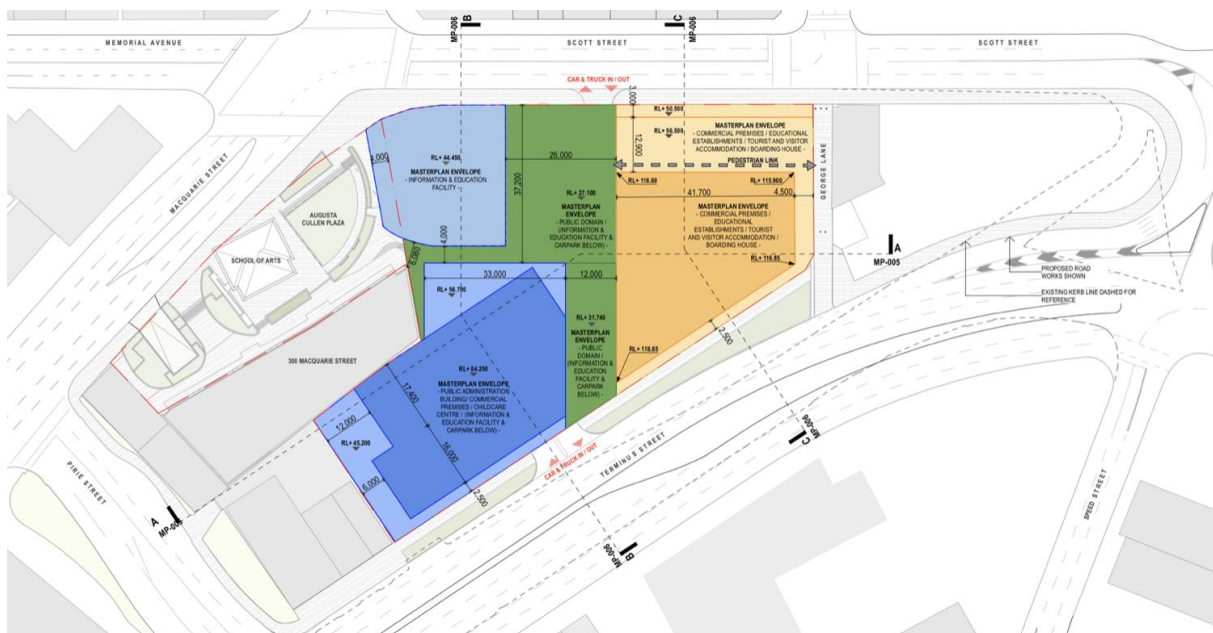 B
MP-006
C
MP-006
MEMORIAL AVENUE
SCOTT STREET
SCOTT STREET
CAR & TRUCK IN / OUT
3,000
RL+ 50.500
RL+ 56.500
MASTERPLAN ENVELOPE
- COMMERCIAL PREMISES / EDUCATIONAL
ESTABLISHMENTS / TOURIST AND VISITOR
ACCOMMODATION / BOARDING HOUSE -
12,900
PEDESTRIAN LINK
GEORGE LANE
MACQUARIE STREET
RL+ 44.450
MASTERPLAN ENVELOPE
- INFORMATION & EDUCATION
FACILITY -
26,000
37,200
RL+ 116.60
RL+ 115.900
41,700
4,500
RL+ 27.100
MASTERPLAN
ENVELOPE
- PUBLIC DOMAIN /
(INFORMATION &
EDUCATION FACILITY &
CARPARK BELOW) -
MASTERPLAN ENVELOPE
- COMMERCIAL PREMISES /
EDUCATIONAL
ESTABLISHMENTS / TOURIST
AND VISITOR ACCOMMODATION /
BOARDING HOUSE -
AUGUSTA
CULLEN PLAZA
SCHOOL OF ARTS
4,000
A
MP-005
RL+ 116.85
PROPOSED ROAD
WORKS SHOWN
EXISTING KERB LINE DASHED FOR
REFERENCE
33,000
12,000
RL+ 56.700
RL+ 31.740
MASTERPLAN
ENVELOPE
- PUBLIC
DOMAIN /
(INFORMATION &
EDUCATION
FACILITY &
CARPARK
BELOW) -
2,500
RL+ 118.85
300 MACQUARIE STREET
RL+ 64.250
MASTERPLAN ENVELOPE
- PUBLIC ADMINISTRATION
BUILDING/ COMMERCIAL
PREMISES / CHILDCARE
CENTRE / (INFORMATION &
EDUCATION FACILITY &
CARPARK BELOW) -
17,400
12,000
RL+ 45.200
16,000
6,000
2,500
CAR & TRUCK IN / OUT
TERMINUS STREET
C
MP-006
PIRIE STREET
SPEED STREET
A
MP-005
B
MP-006